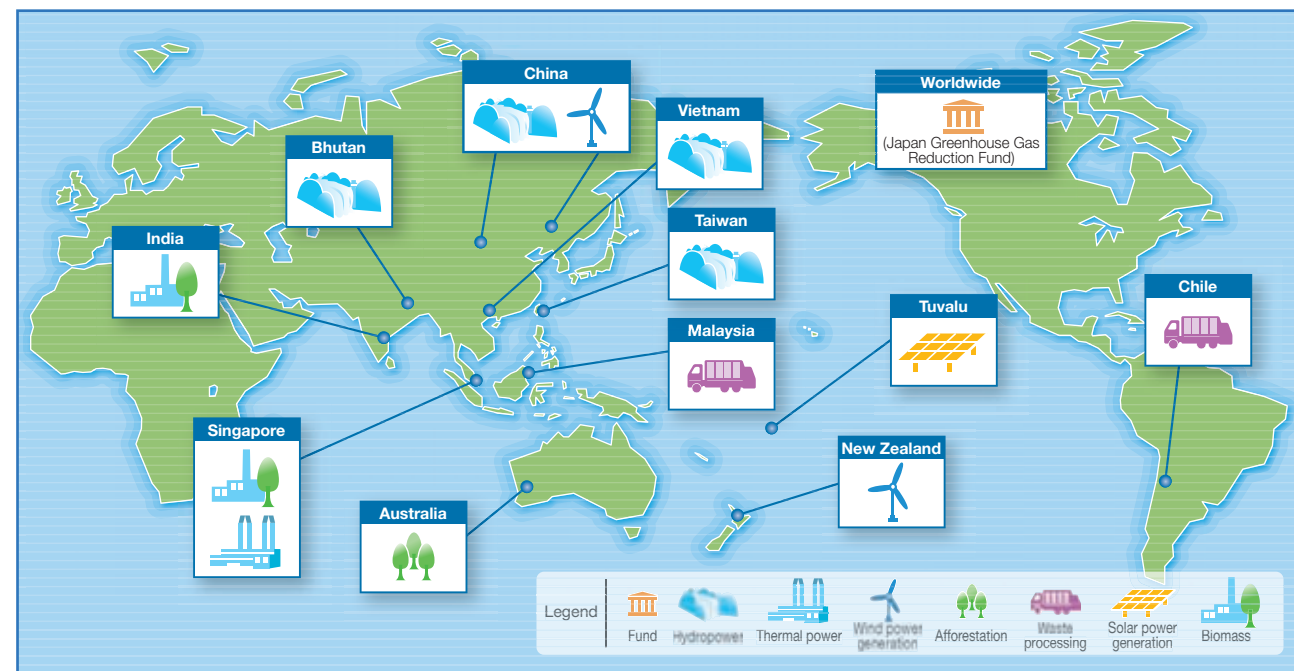 China
Worldwide
(Japan Greenhouse Gas
Reduction Fund)
Vietnam
Bhutan
Taiwan
India
Chile
Tuvalu
Malaysia
Singapore
New Zealand
Australia
Legend
Fund
Hydropower
Thermal power
Wind power
generation
Afforestation
Waste
processing
Solar power
generation
Biomass